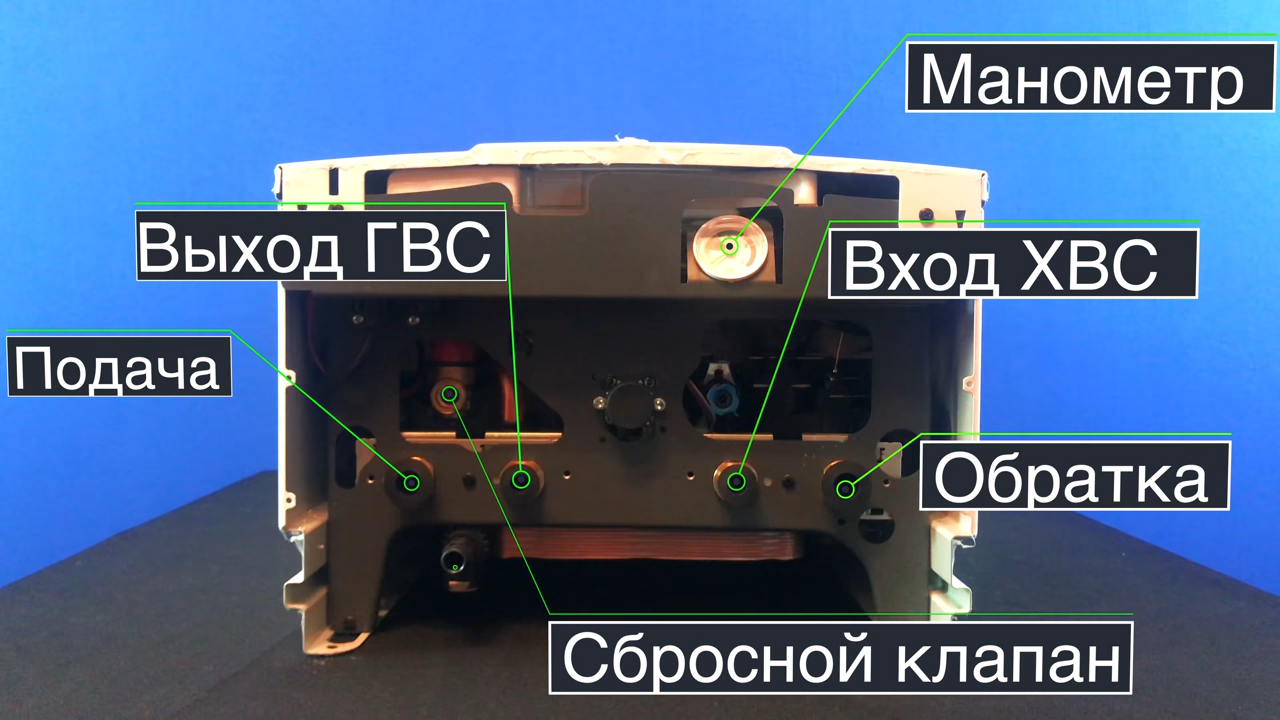 Манометр
Выход ГВС
Вход ХВС
Подача
Обратка
Сбросной клапан